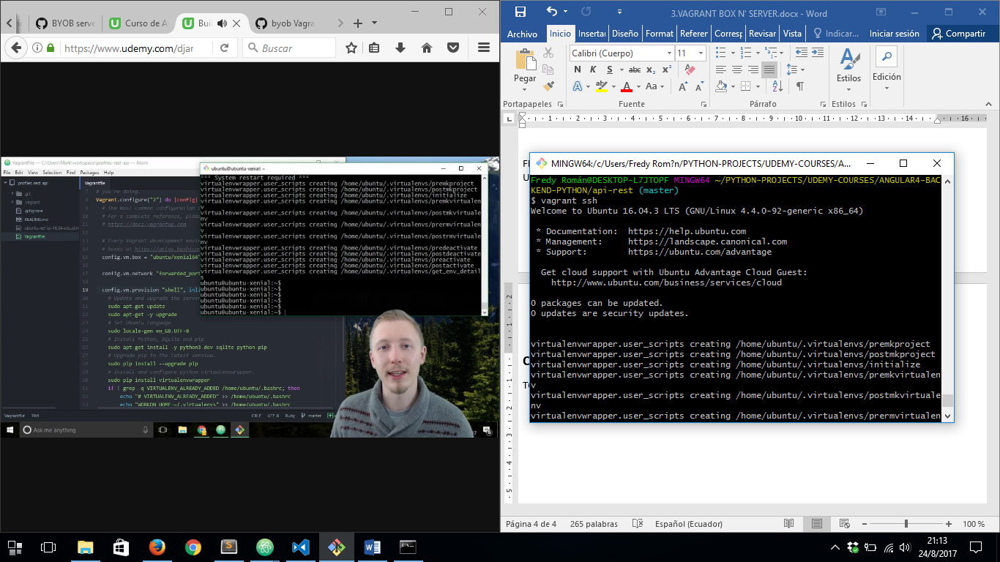 BYOB serve
Curso de A
Buil
byob Vagra
https://www.udemy.com/djar
Buscar
Vagrantfile — C:\Users\Mark\workspace\profiles-rest-api — Atom
File Edit View Selection Find Packages Help
profiles-rest-api
.git
.vagrant
.gitignore
README.md
ubuntu-xenial-16.04-cloudim
Vagrantfile
Vagrantfile
# you're doing.
Vagrant.configure("2") do |config|
# The most common configuration
# For a complete reference, pleas
# https://docs.vagrantup.com.
# Every Vagrant development envir
# boxes at https://atlas.hashicor
config.vm.box = "ubuntu/xenial64"
config.vm.network "forwarded_port
19 config.vm.provision "shell", inli
# Update and upgrade the server
sudo apt-get update
sudo apt-get -y upgrade
# Set Ubuntu language
sudo locale-gen en_GB.UTF-8
# Install Python, SQLite and pip
sudo apt-get install -y python3-dev sqlite python-pip
# Upgrade pip to the latest version.
sudo pip install --upgrade pip
# Install and configure python virtualenvwrapper.
sudo pip install virtualenvwrapper
if ! grep -q VIRTUALENV_ALREADY_ADDED /home/ubuntu/.bashrc; then
echo "# VIRTUALENV_ALREADY_ADDED" >> /home/ubuntu/.bashrc
echo "WORKON_HOME=~/.virtualenvs" >> /home/ubuntu/.bashrc
Vagrantfile 19:4 CRLF UTF-8 Ruby master
Ask me anything
ubuntu@ubuntu-xenial: ~
*** System restart required ***
virtualenvwrapper.user_scripts creating /home/ubuntu/.virtualenvs/premkproject
virtualenvwrapper.user_scripts creating /home/ubuntu/.virtualenvs/postmkproject
virtualenvwrapper.user_scripts creating /home/ubuntu/.virtualenvs/initialize
virtualenvwrapper.user_scripts creating /home/ubuntu/.virtualenvs/premkvirtualen
v
virtualenvwrapper.user_scripts creating /home/ubuntu/.virtualenvs/postmkvirtuale
nv
virtualenvwrapper.user_scripts creating /home/ubuntu/.virtualenvs/prermvirtualen
v
virtualenvwrapper.user_scripts creating /home/ubuntu/.virtualenvs/postrmvirtuale
nv
virtualenvwrapper.user_scripts creating /home/ubuntu/.virtualenvs/predeactivate
virtualenvwrapper.user_scripts creating /home/ubuntu/.virtualenvs/postdeactivate
virtualenvwrapper.user_scripts creating /home/ubuntu/.virtualenvs/preactivate
virtualenvwrapper.user_scripts creating /home/ubuntu/.virtualenvs/postactivate
virtualenvwrapper.user_scripts creating /home/ubuntu/.virtualenvs/get_env_detail
s
ubuntu@ubuntu-xenial:~$
ubuntu@ubuntu-xenial:~$
ubuntu@ubuntu-xenial:~$
ubuntu@ubuntu-xenial:~$
ubuntu@ubuntu-xenial:~$
ubuntu@ubuntu-xenial:~$
3.VAGRANT BOX N' SERVER.docx - Word
Archivo Inicio Insertar Diseño Format Referer Corresp Revisar Vista Indicar... Iniciar sesión Compartir
Calibri (Cuerpo) 11
N K S abc x₂ x²
Pegar
Estilos
Edición
Portapapeles Fuente Párrafo Estilos
1 2 3 4 5 6 7 8 9 10 11 12 13 14 16
MINGW64:/c/Users/Fredy Rom?n/PYTHON-PROJECTS/UDEMY-COURSES/A...
Fredy Román@DESKTOP-L7JTOPF MINGW64 ~/PYTHON-PROJECTS/UDEMY-COURSES/ANGULAR4-BAC
KEND-PYTHON/api-rest (master)
$ vagrant ssh
Welcome to Ubuntu 16.04.3 LTS (GNU/Linux 4.4.0-92-generic x86_64)
* Documentation: https://help.ubuntu.com
* Management: https://landscape.canonical.com
* Support: https://ubuntu.com/advantage
Get cloud support with Ubuntu Advantage Cloud Guest:
http://www.ubuntu.com/business/services/cloud
0 packages can be updated.
0 updates are security updates.
virtualenvwrapper.user_scripts creating /home/ubuntu/.virtualenvs/premkproject
virtualenvwrapper.user_scripts creating /home/ubuntu/.virtualenvs/postmkproject
virtualenvwrapper.user_scripts creating /home/ubuntu/.virtualenvs/initialize
virtualenvwrapper.user_scripts creating /home/ubuntu/.virtualenvs/premkvirtualen
v
virtualenvwrapper.user_scripts creating /home/ubuntu/.virtualenvs/postmkvirtuale
nv
virtualenvwrapper.user_scripts creating /home/ubuntu/.virtualenvs/prermvirtualen
Página 4 de 4 265 palabras Español (Ecuador) 100 %
21:13
24/8/2017